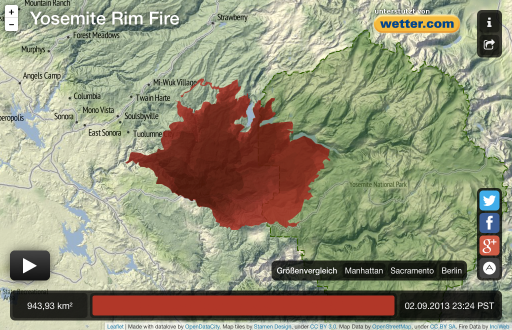 Mountain Ranch
Yosemite Rim Fire
unterstützt von
wetter.com
Strawberry
Forest Meadows
Murphys
Angels Camp
Mi-Wuk Village
Columbia
Twain Harte
Mono Vista
Soulsbyville
Sonora
East Sonora
Tuolumne
Yosemite National Park
Größenvergleich
Manhattan
Sacramento
Berlin
943,93 km²
02.09.2013 23:24 PST
Leaflet | Made with datalove by OpenDataCity. Map tiles by Stamen Design, under CC BY 3.0. Map Data by OpenStreetMap, under CC BY SA. Fire Data by InciWeb